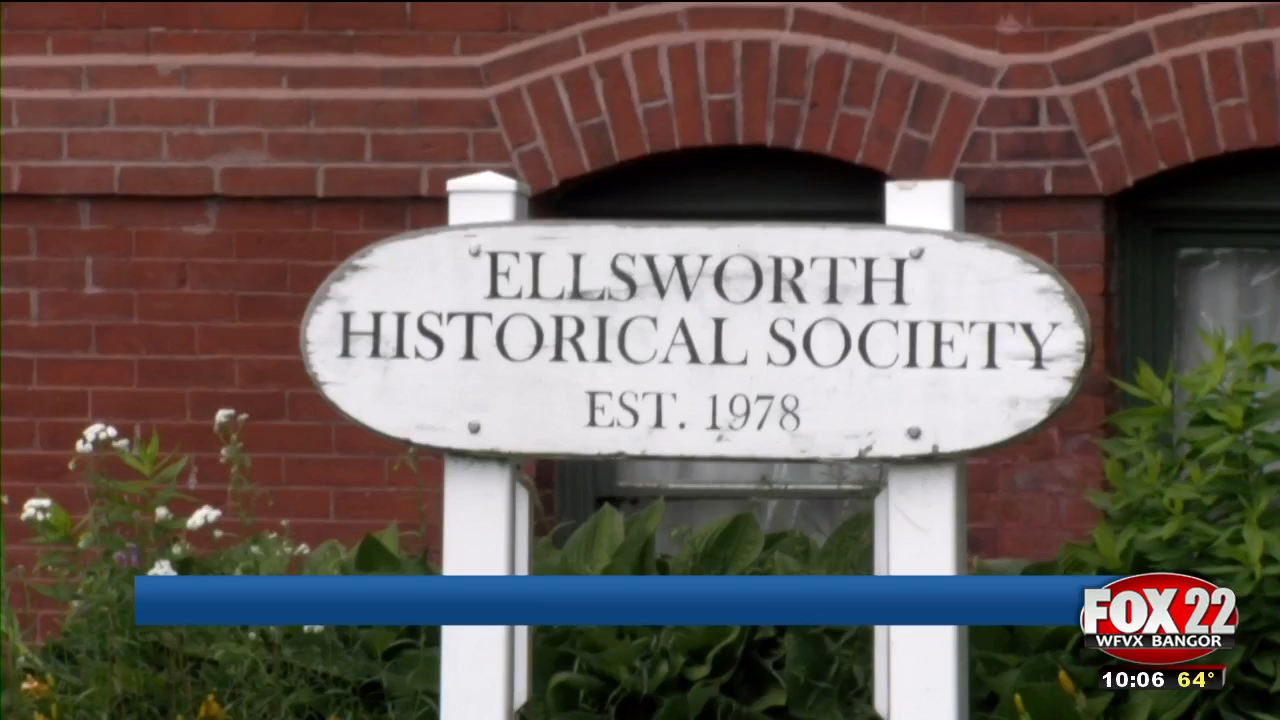 ELLSWORTH
HISTORICAL SOCIETY
EST. 1978
FOX 22
WFVX BANGOR
10:06 64°